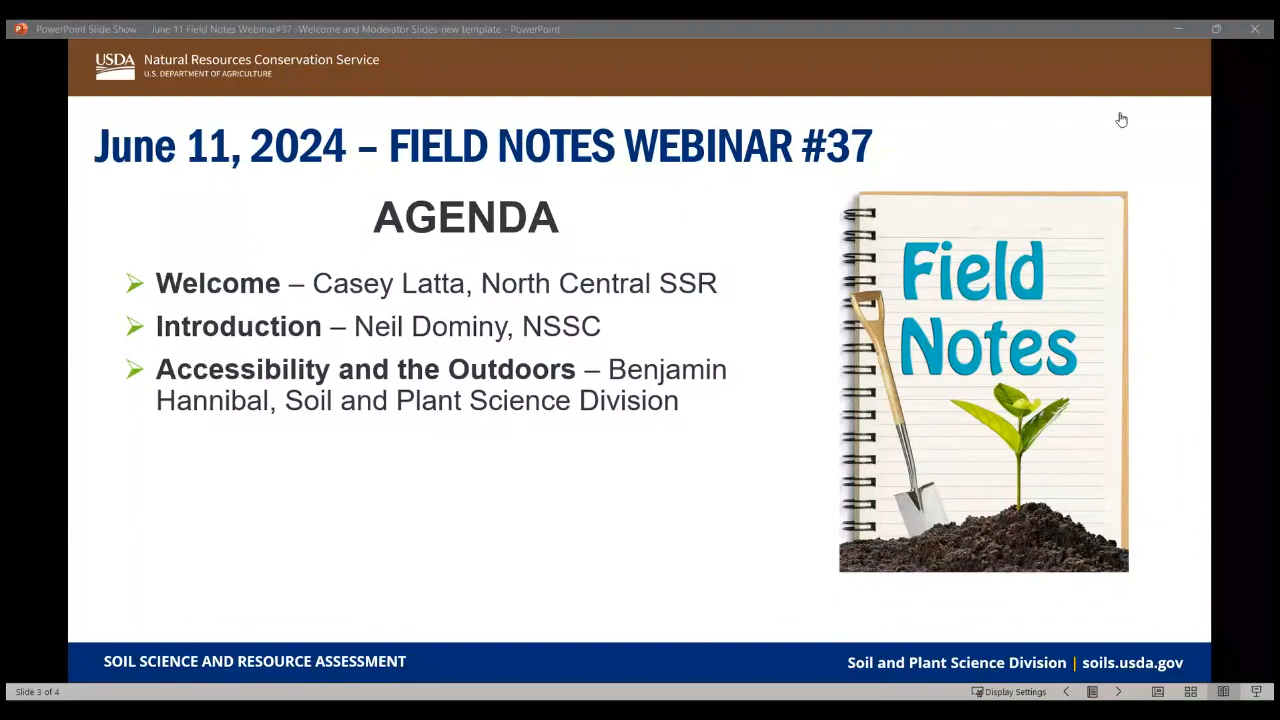 PowerPoint Slide Show - June 11 Field Notes Webinar#37 -Welcome and Moderator Slides-new template - PowerPoint
USDA Natural Resources Conservation Service
U.S. DEPARTMENT OF AGRICULTURE
June 11, 2024 – FIELD NOTES WEBINAR #37
AGENDA
Welcome – Casey Latta, North Central SSR
Introduction – Neil Dominy, NSSC
Accessibility and the Outdoors – Benjamin
Hannibal, Soil and Plant Science Division
Field
Notes
SOIL SCIENCE AND RESOURCE ASSESSMENT
Soil and Plant Science Division | soils.usda.gov
Slide 3 of 4
Display Settings